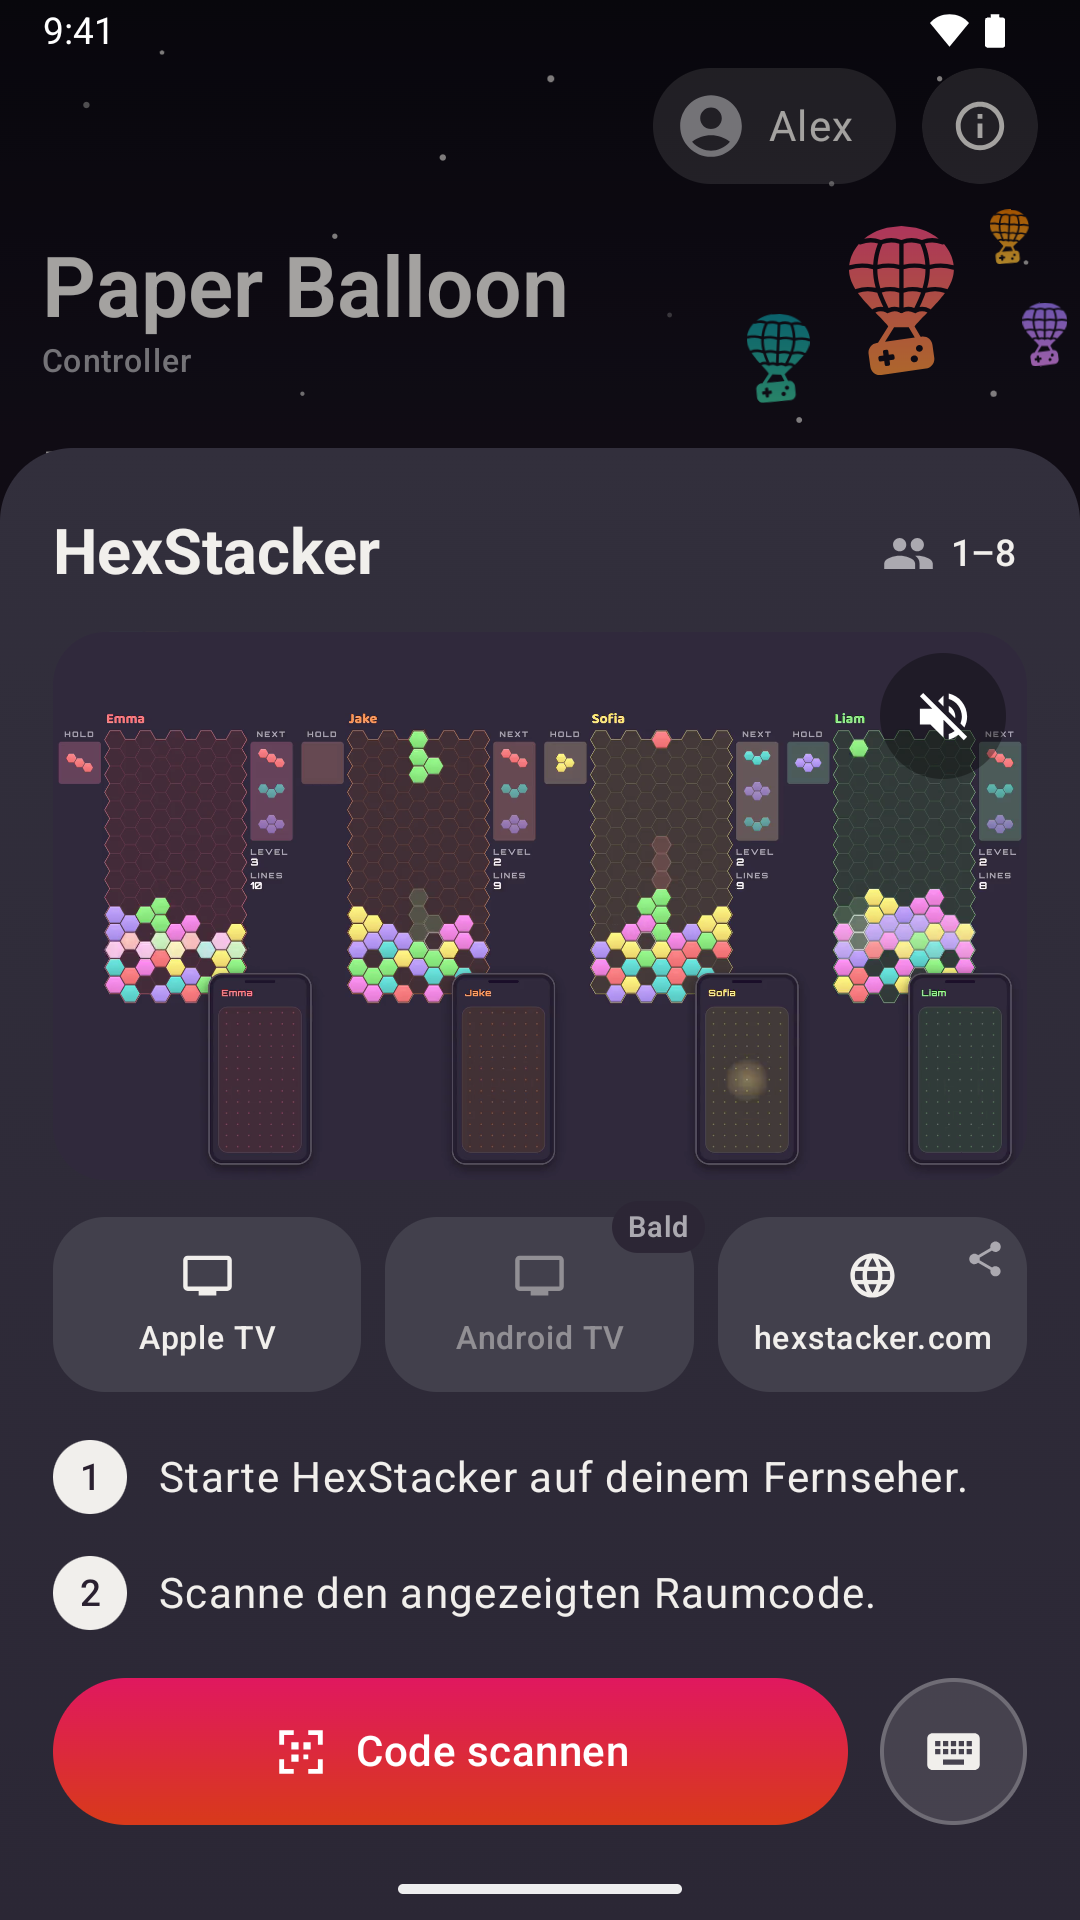 9:41
Alex
Paper Balloon
Controller
HexStacker
1–8
Emma
Jake
Sofia
Liam
HOLD
NEXT
HOLD
NEXT
HOLD
NEXT
HOLD
NEXT
LEVEL
3
LINES
10
LEVEL
2
LINES
9
LEVEL
2
LINES
9
LEVEL
2
LINES
8
Emma
Jake
Sofia
Liam
Bald
Apple TV
Android TV
hexstacker.com
1 Starte HexStacker auf deinem Fernseher.
2 Scanne den angezeigten Raumcode.
Code scannen